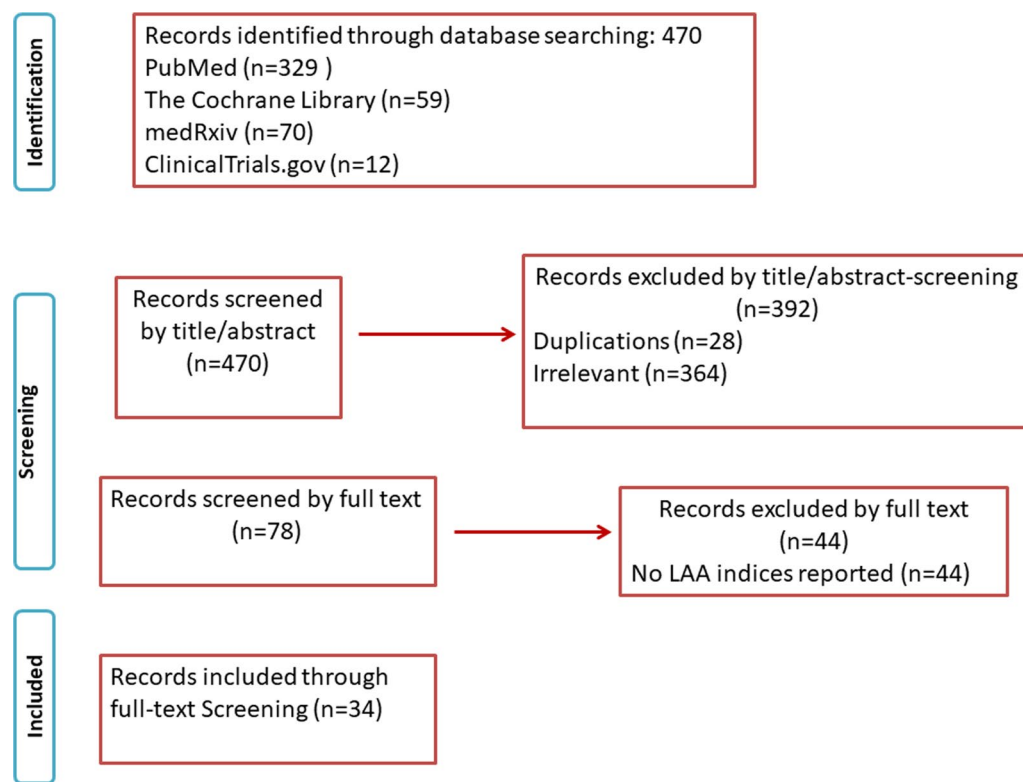 Identification
Records identified through database searching: 470
PubMed (n=329 )
The Cochrane Library (n=59)
medRxiv (n=70)
ClinicalTrials.gov (n=12)
Screening
Records screened
by title/abstract
(n=470)
Records excluded by title/abstract-screening
(n=392)
Duplications (n=28)
Irrelevant (n=364)
Records screened by full text
(n=78)
Records excluded by full text
(n=44)
No LAA indices reported (n=44)
Included
Records included through
full-text Screening (n=34)